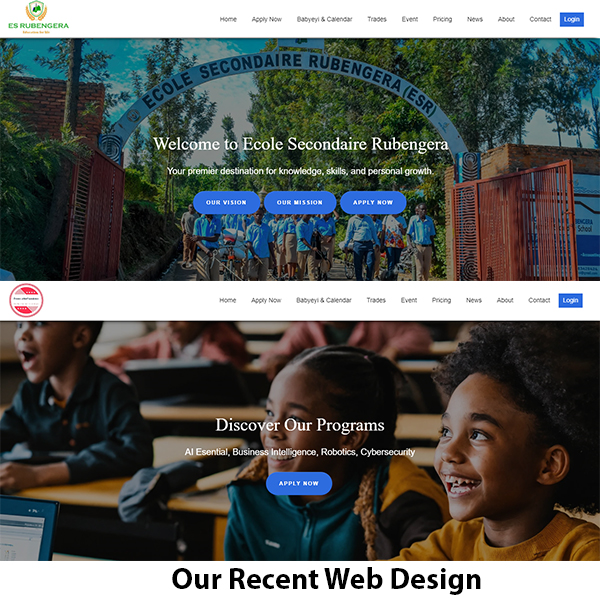 ES RUBENGERA
Home Apply Now Babyeyi & Calendar Trades Event Pricing News About Contact Login
ECOLE SECONDAIRE RUBENGERA (ESR)
Welcome to Ecole Secondaire Rubengera
Your premier destination for knowledge, skills, and personal growth.
OUR VISION OUR MISSION APPLY NOW
School
Home Apply Now Babyeyi & Calendar Trades Event Pricing News About Contact Login
Discover Our Programs
AI Esential, Business Intelligence, Robotics, Cybersecurity
APPLY NOW
Our Recent Web Design